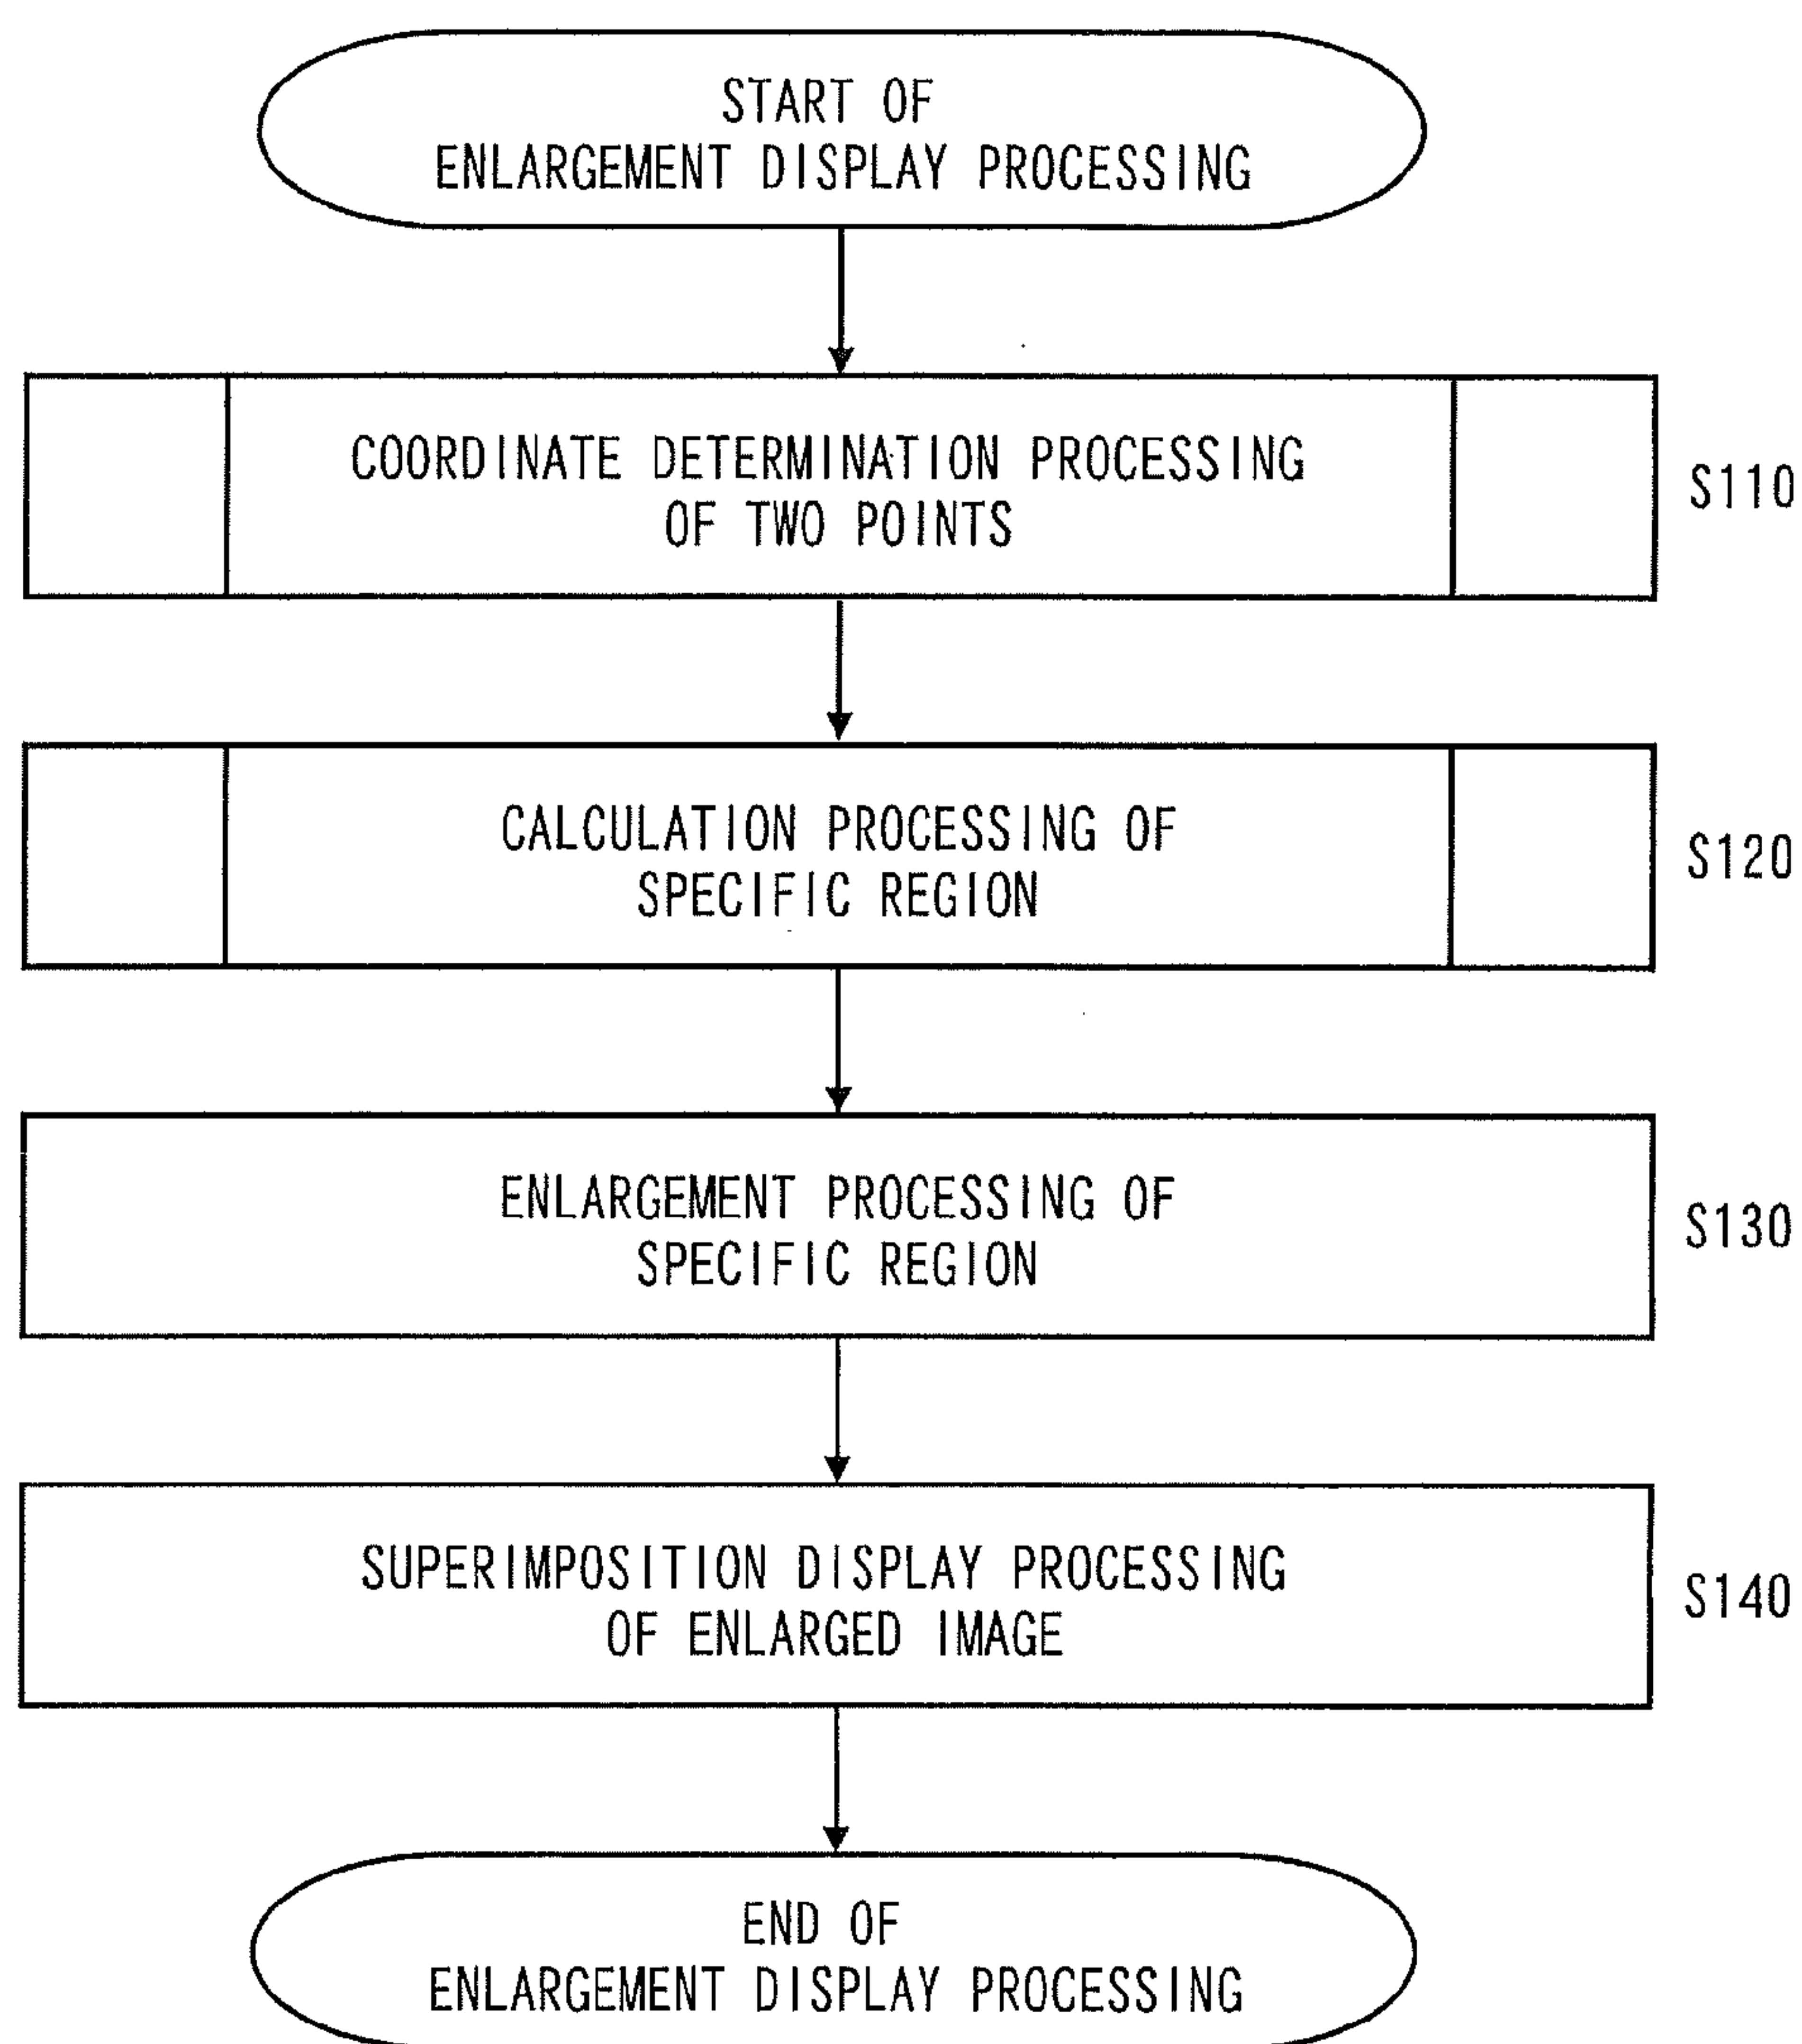 START OF
ENLARGEMENT DISPLAY PROCESSING
COORDINATE DETERMINATION PROCESSING
OF TWO POINTS
S110
CALCULATION PROCESSING OF
SPECIFIC REGION
S120
ENLARGEMENT PROCESSING OF
SPECIFIC REGION
S130
SUPERIMPOSITION DISPLAY PROCESSING
OF ENLARGED IMAGE
S140
END OF
ENLARGEMENT DISPLAY PROCESSING